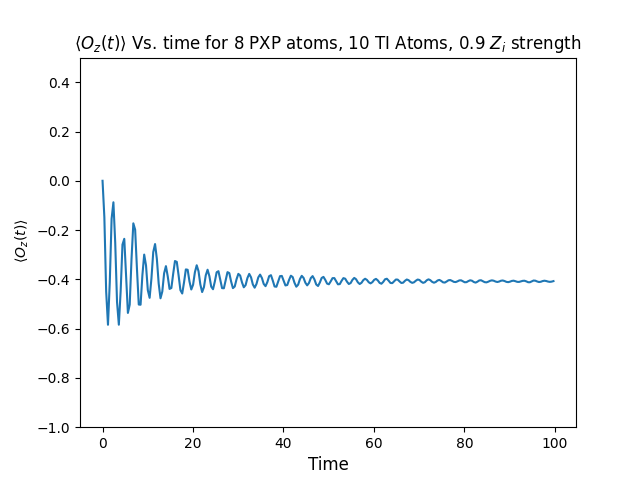 ⟨O_z(t)⟩ Vs. time for 8 PXP atoms, 10 TI Atoms, 0.9 Z_i strength
0.4
0.2
0.0
−0.2
−0.4
−0.6
−0.8
−1.0
⟨O_z(t)⟩
0 20 40 60 80 100
Time